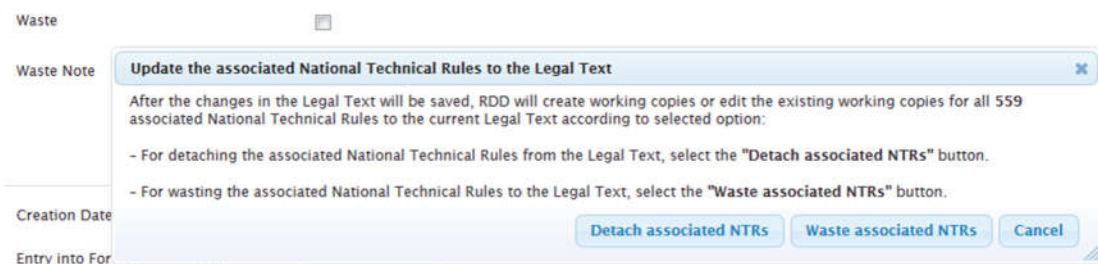 Waste
Waste Note
Update the associated National Technical Rules to the Legal Text
After the changes in the Legal Text will be saved, RDD will create working copies or edit the existing working copies for all 559
associated National Technical Rules to the current Legal Text according to selected option:
- For detaching the associated National Technical Rules from the Legal Text, select the "Detach associated NTRs" button.
- For wasting the associated National Technical Rules to the Legal Text, select the "Waste associated NTRs" button.
Creation Date
Detach associated NTRs Waste associated NTRs Cancel
Entry into For